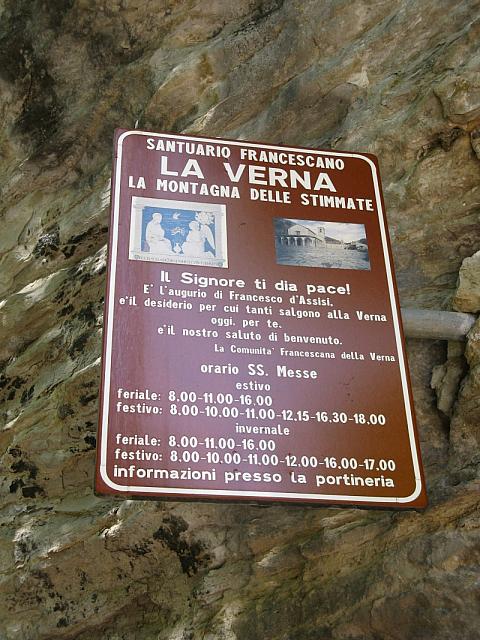 SANTUARIO FRANCESCANO
LA VERNA
LA MONTAGNA DELLE STIMMATE
Il Signore ti dia pace!
E' l'augurio di Francesco d'Assisi,
e'il desiderio per cui tanti salgono alla Verna
oggi. per te.
e'il nostro saluto di benvenuto.
La Comunita' Francescana della Verna
orario SS. Messe
estivo
feriale: 8.00-11.00-16.00
festivo: 8.00-10.00-11.00-12.15-16.30-18.00
invernale
feriale: 8.00-11.00-16.00
festivo: 8.00-10.00-11.00-12.00-16.00-17.00
informazioni presso la portineria